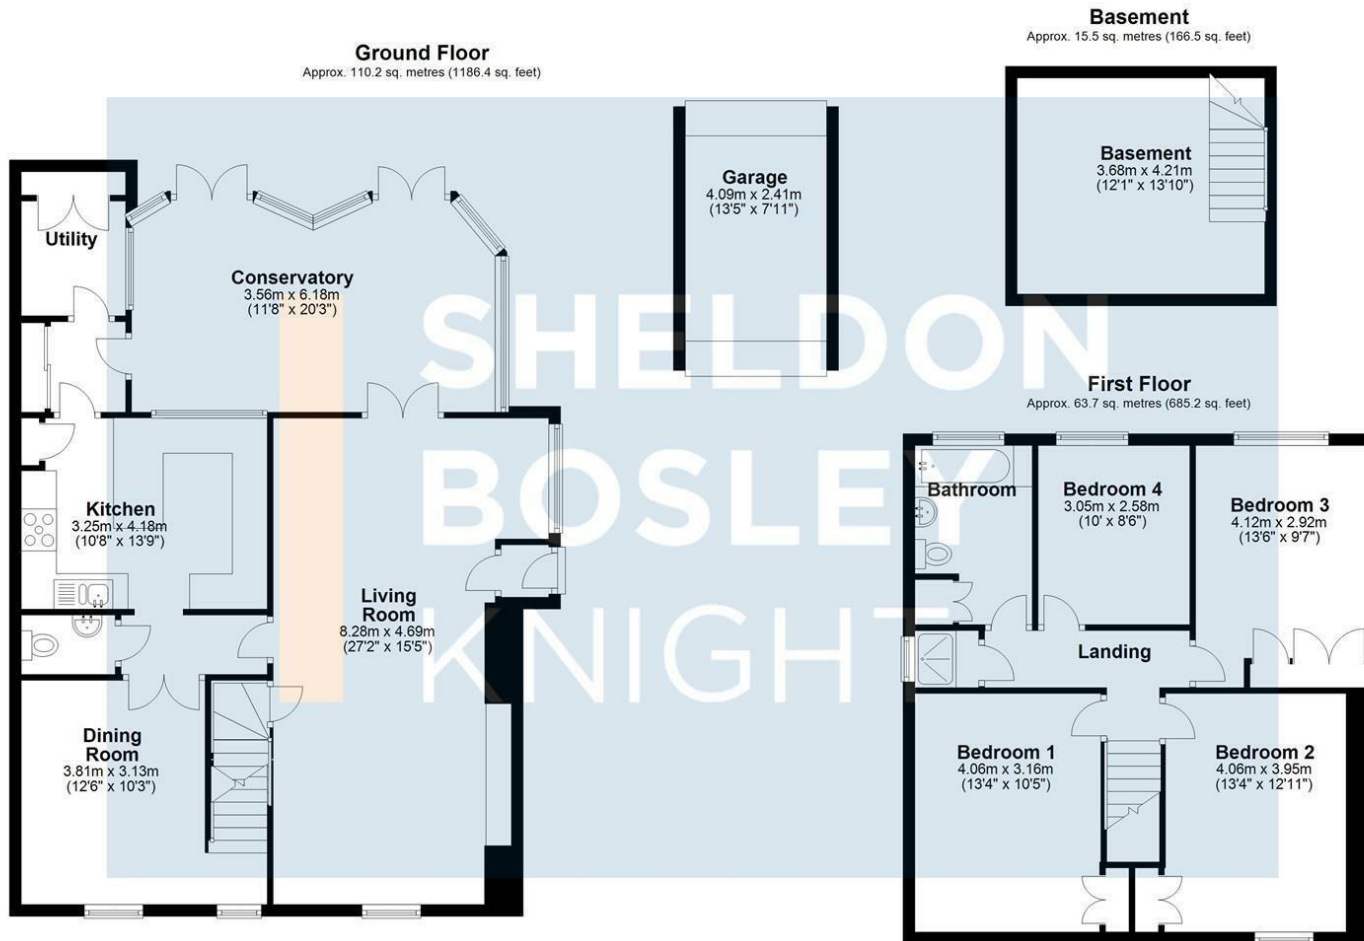 Basement
Approx. 15.5 sq. metres (166.5 sq. feet)
Ground Floor
Approx. 110.2 sq. metres (1186.4 sq. feet)
Basement
3.68m x 4.21m
(12'1" x 13'10")
Garage
4.09m x 2.41m
(13'5" x 7'11")
Utility
Conservatory
3.56m x 6.18m
(11'8" x 20'3")
SHELDON
BOSLEY
KNIGHT
First Floor
Approx. 63.7 sq. metres (685.2 sq. feet)
Kitchen
3.25m x 4.18m
(10'8" x 13'9")
Living
Room
8.28m x 4.69m
(27'2" x 15'5")
Dining
Room
3.81m x 3.13m
(12'6" x 10'3")
Bathroom
Bedroom 4
3.05m x 2.58m
(10' x 8'6")
Bedroom 3
4.12m x 2.92m
(13'6" x 9'7")
Landing
Bedroom 1
4.06m x 3.16m
(13'4" x 10'5")
Bedroom 2
4.06m x 3.95m
(13'4" x 12'11")